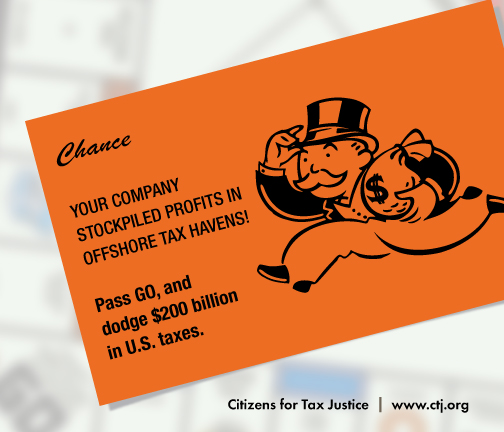 Chance
YOUR COMPANY
STOCKPILED PROFITS IN
OFFSHORE TAX HAVENS!
Pass GO, and
dodge $200 billion
in U.S. taxes.
$
GO
Citizens for Tax Justice | www.ctj.org